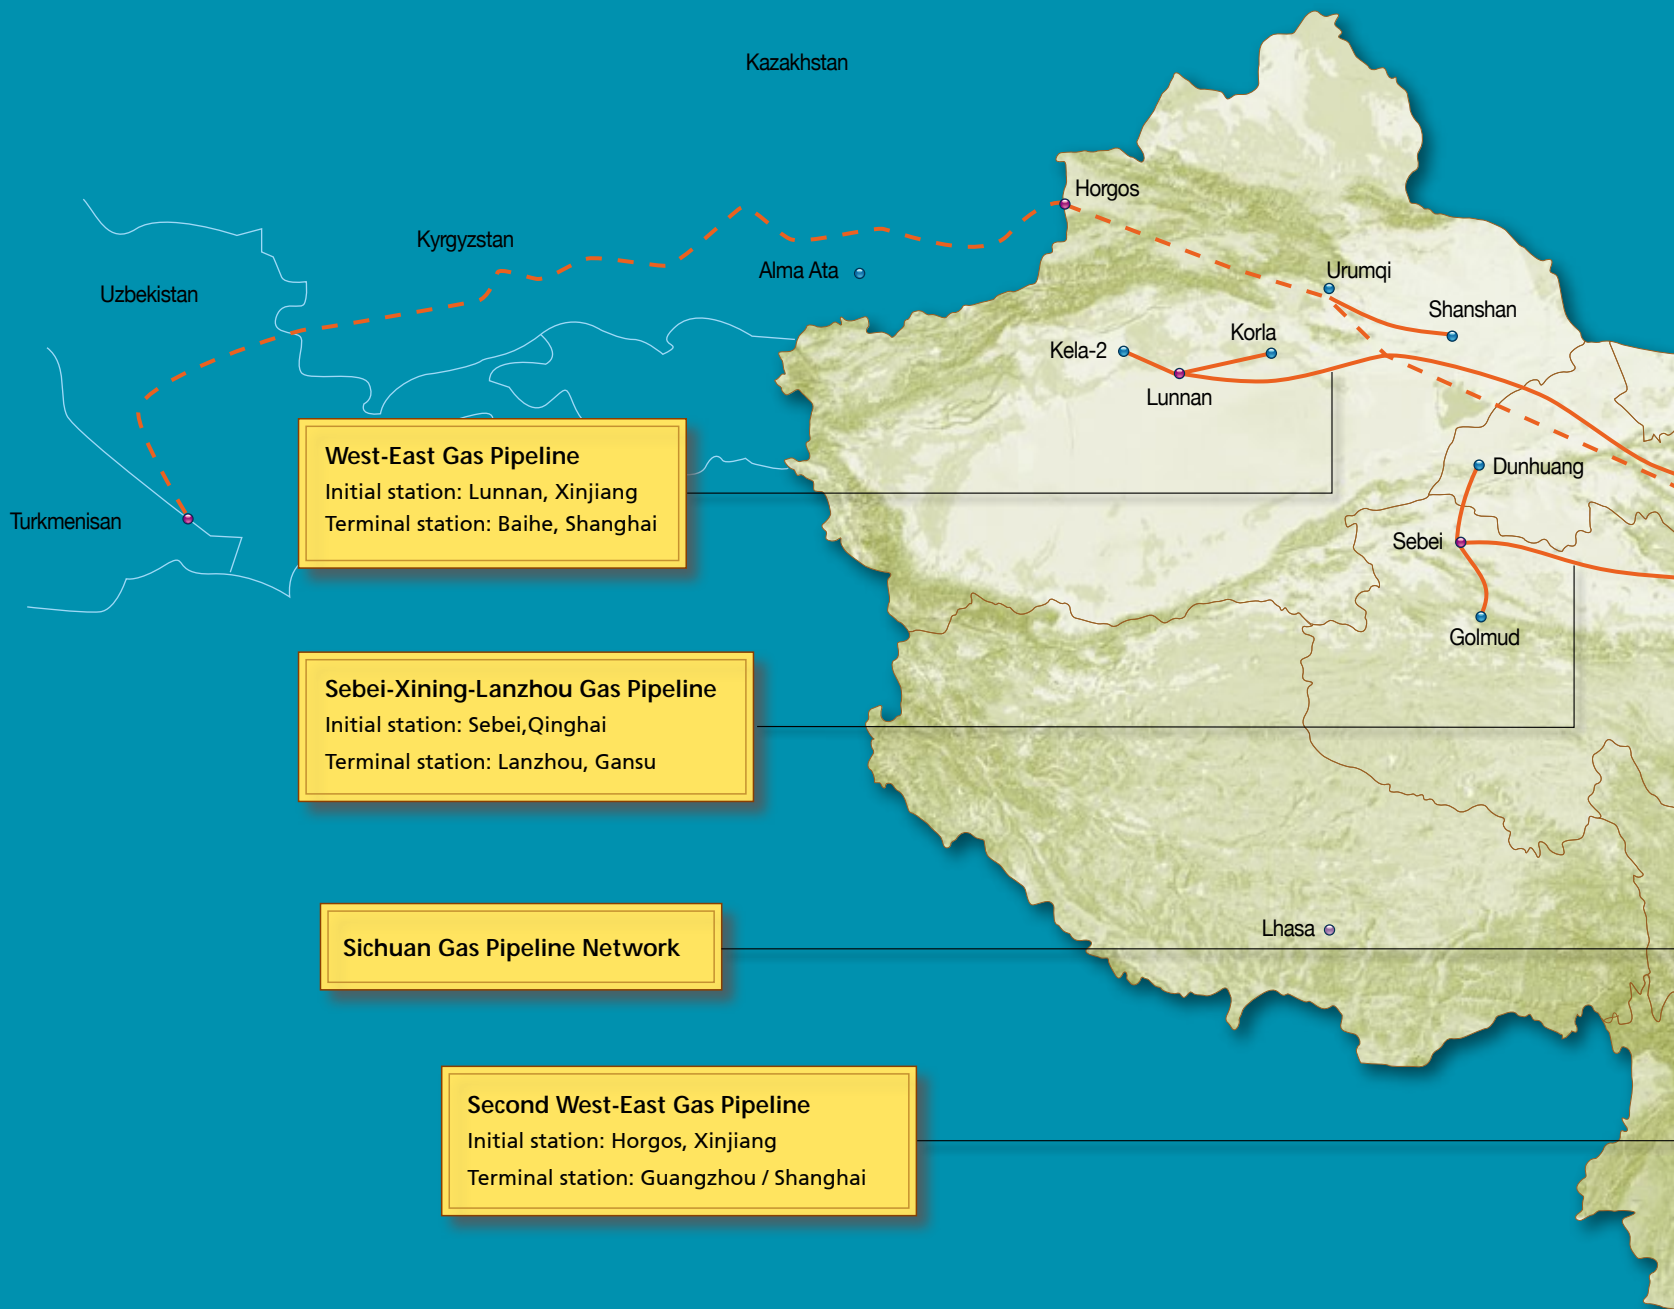 Kazakhstan
Horgos
Kyrgyzstan
Alma Ata
Urumqi
Uzbekistan
Shanshan
Korla
Kela-2
Lunnan
West-East Gas Pipeline
Initial station: Lunnan, Xinjiang
Terminal station: Baihe, Shanghai
Dunhuang
Turkmenisan
Sebei
Golmud
Sebei-Xining-Lanzhou Gas Pipeline
Initial station: Sebei,Qinghai
Terminal station: Lanzhou, Gansu
Lhasa
Sichuan Gas Pipeline Network
Second West-East Gas Pipeline
Initial station: Horgos, Xinjiang
Terminal station: Guangzhou / Shanghai